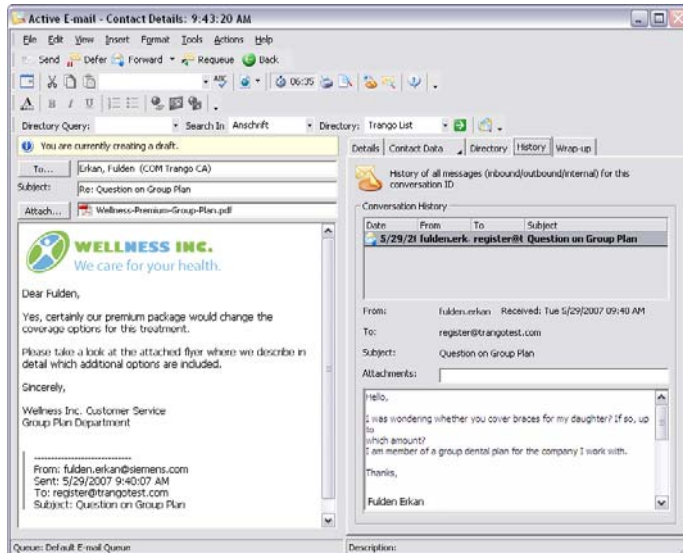 Active E-mail - Contact Details: 9:43:20 AM
File Edit View Insert Format Tools Actions Help
Send Defer Forward Requeue Back
ABC 06:35
A B I U
Directory Query: Search In Anschrift Directory: Trango List
You are currently creating a draft.
Details Contact Data Directory History Wrap-up
To... Erkan, Fulden (COM Trango CA)
Subject: Re: Question on Group Plan
Attach... Wellness-Premium-Group-Plan.pdf
WELLNESS INC.
We care for your health.
Dear Fulden,
Yes, certainly our premium package would change the
coverage options for this treatment.
Please take a look at the attached flyer where we describe in
detail which additional options are included.
Sincerely,
Wellness Inc. Customer Service
Group Plan Department
----------------------------
From: fulden.erkan@siemens.com
Sent: 5/29/2007 9:40:07 AM
To: register@trangotest.com
Subject: Question on Group Plan
Queue: Default E-mail Queue
History of all messages (inbound/outbound/internal) for this
conversation ID
Conversation History
Date From To Subject
5/29/2( fulden.erk. register@t Question on Group Plan
From: fulden.erkan Received: Tue 5/29/2007 09:40 AM
To: register@trangotest.com
Subject: Question on Group Plan
Attachments:
Hello,
I was wondering whether you cover braces for my daughter? If so, up
to
which amount?
I am member of a group dental plan for the company I work with.
Thanks,
Fulden Erkan
Description: